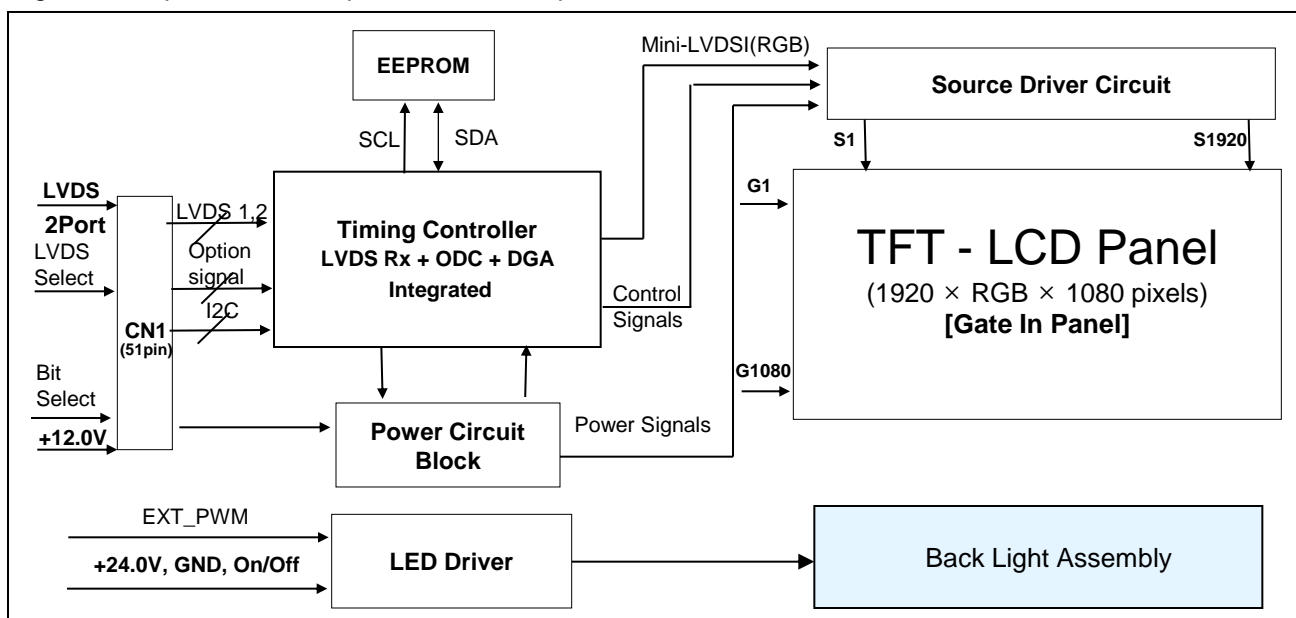 Mini-LVDSI(RGB)
EEPROM
Source Driver Circuit
SCL
SDA
S1
S1920
LVDS
2Port
LVDS
Select
Bit
Select
+12.0V
CN1
(51pin)
LVDS 1,2
Option
signal
I2C
Timing Controller
LVDS Rx + ODC + DGA
Integrated
Control
Signals
G1
G1080
TFT - LCD Panel
(1920 × RGB × 1080 pixels)
[Gate In Panel]
Power Circuit
Block
Power Signals
EXT_PWM
+24.0V, GND, On/Off
LED Driver
Back Light Assembly